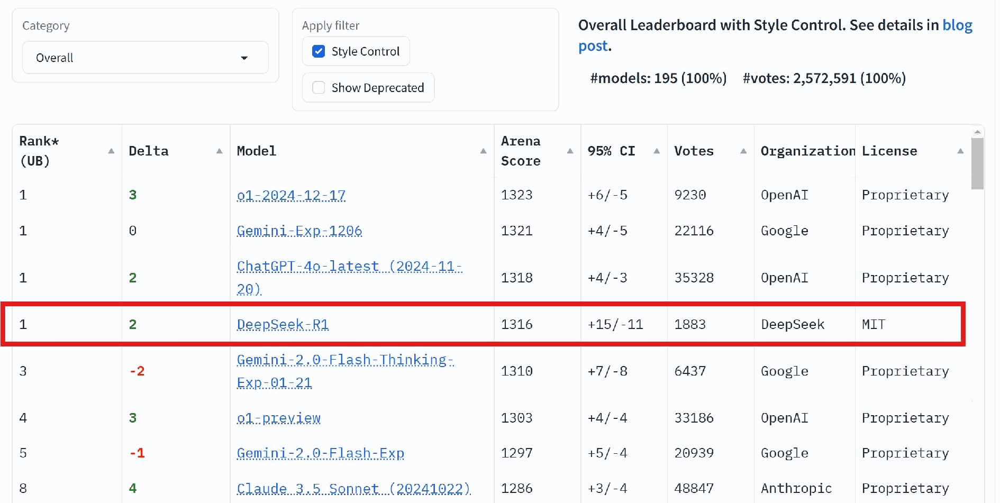 Category
Overall
Apply filter
Style Control
Show Deprecated
Overall Leaderboard with Style Control. See details in blog
post.
#models: 195 (100%) #votes: 2,572,591 (100%)
Rank* (UB) Delta Model Arena Score 95% CI Votes Organization License
1 3 o1-2024-12-17 1323 +6/-5 9230 OpenAI Proprietary
1 0 Gemini-Exp-1206 1321 +4/-5 22116 Google Proprietary
1 2 ChatGPT-4o-latest (2024-11-20) 1318 +4/-3 35328 OpenAI Proprietary
1 2 DeepSeek-R1 1316 +15/-11 1883 DeepSeek MIT
3 -2 Gemini-2.0-Flash-Thinking-Exp-01-21 1310 +7/-8 6437 Google Proprietary
4 3 o1-preview 1303 +4/-4 33186 OpenAI Proprietary
5 -1 Gemini-2.0-Flash-Exp 1297 +5/-4 20939 Google Proprietary
8 4 Claude 3.5 Sonnet (20241022) 1286 +3/-4 48847 Anthropic Proprietary